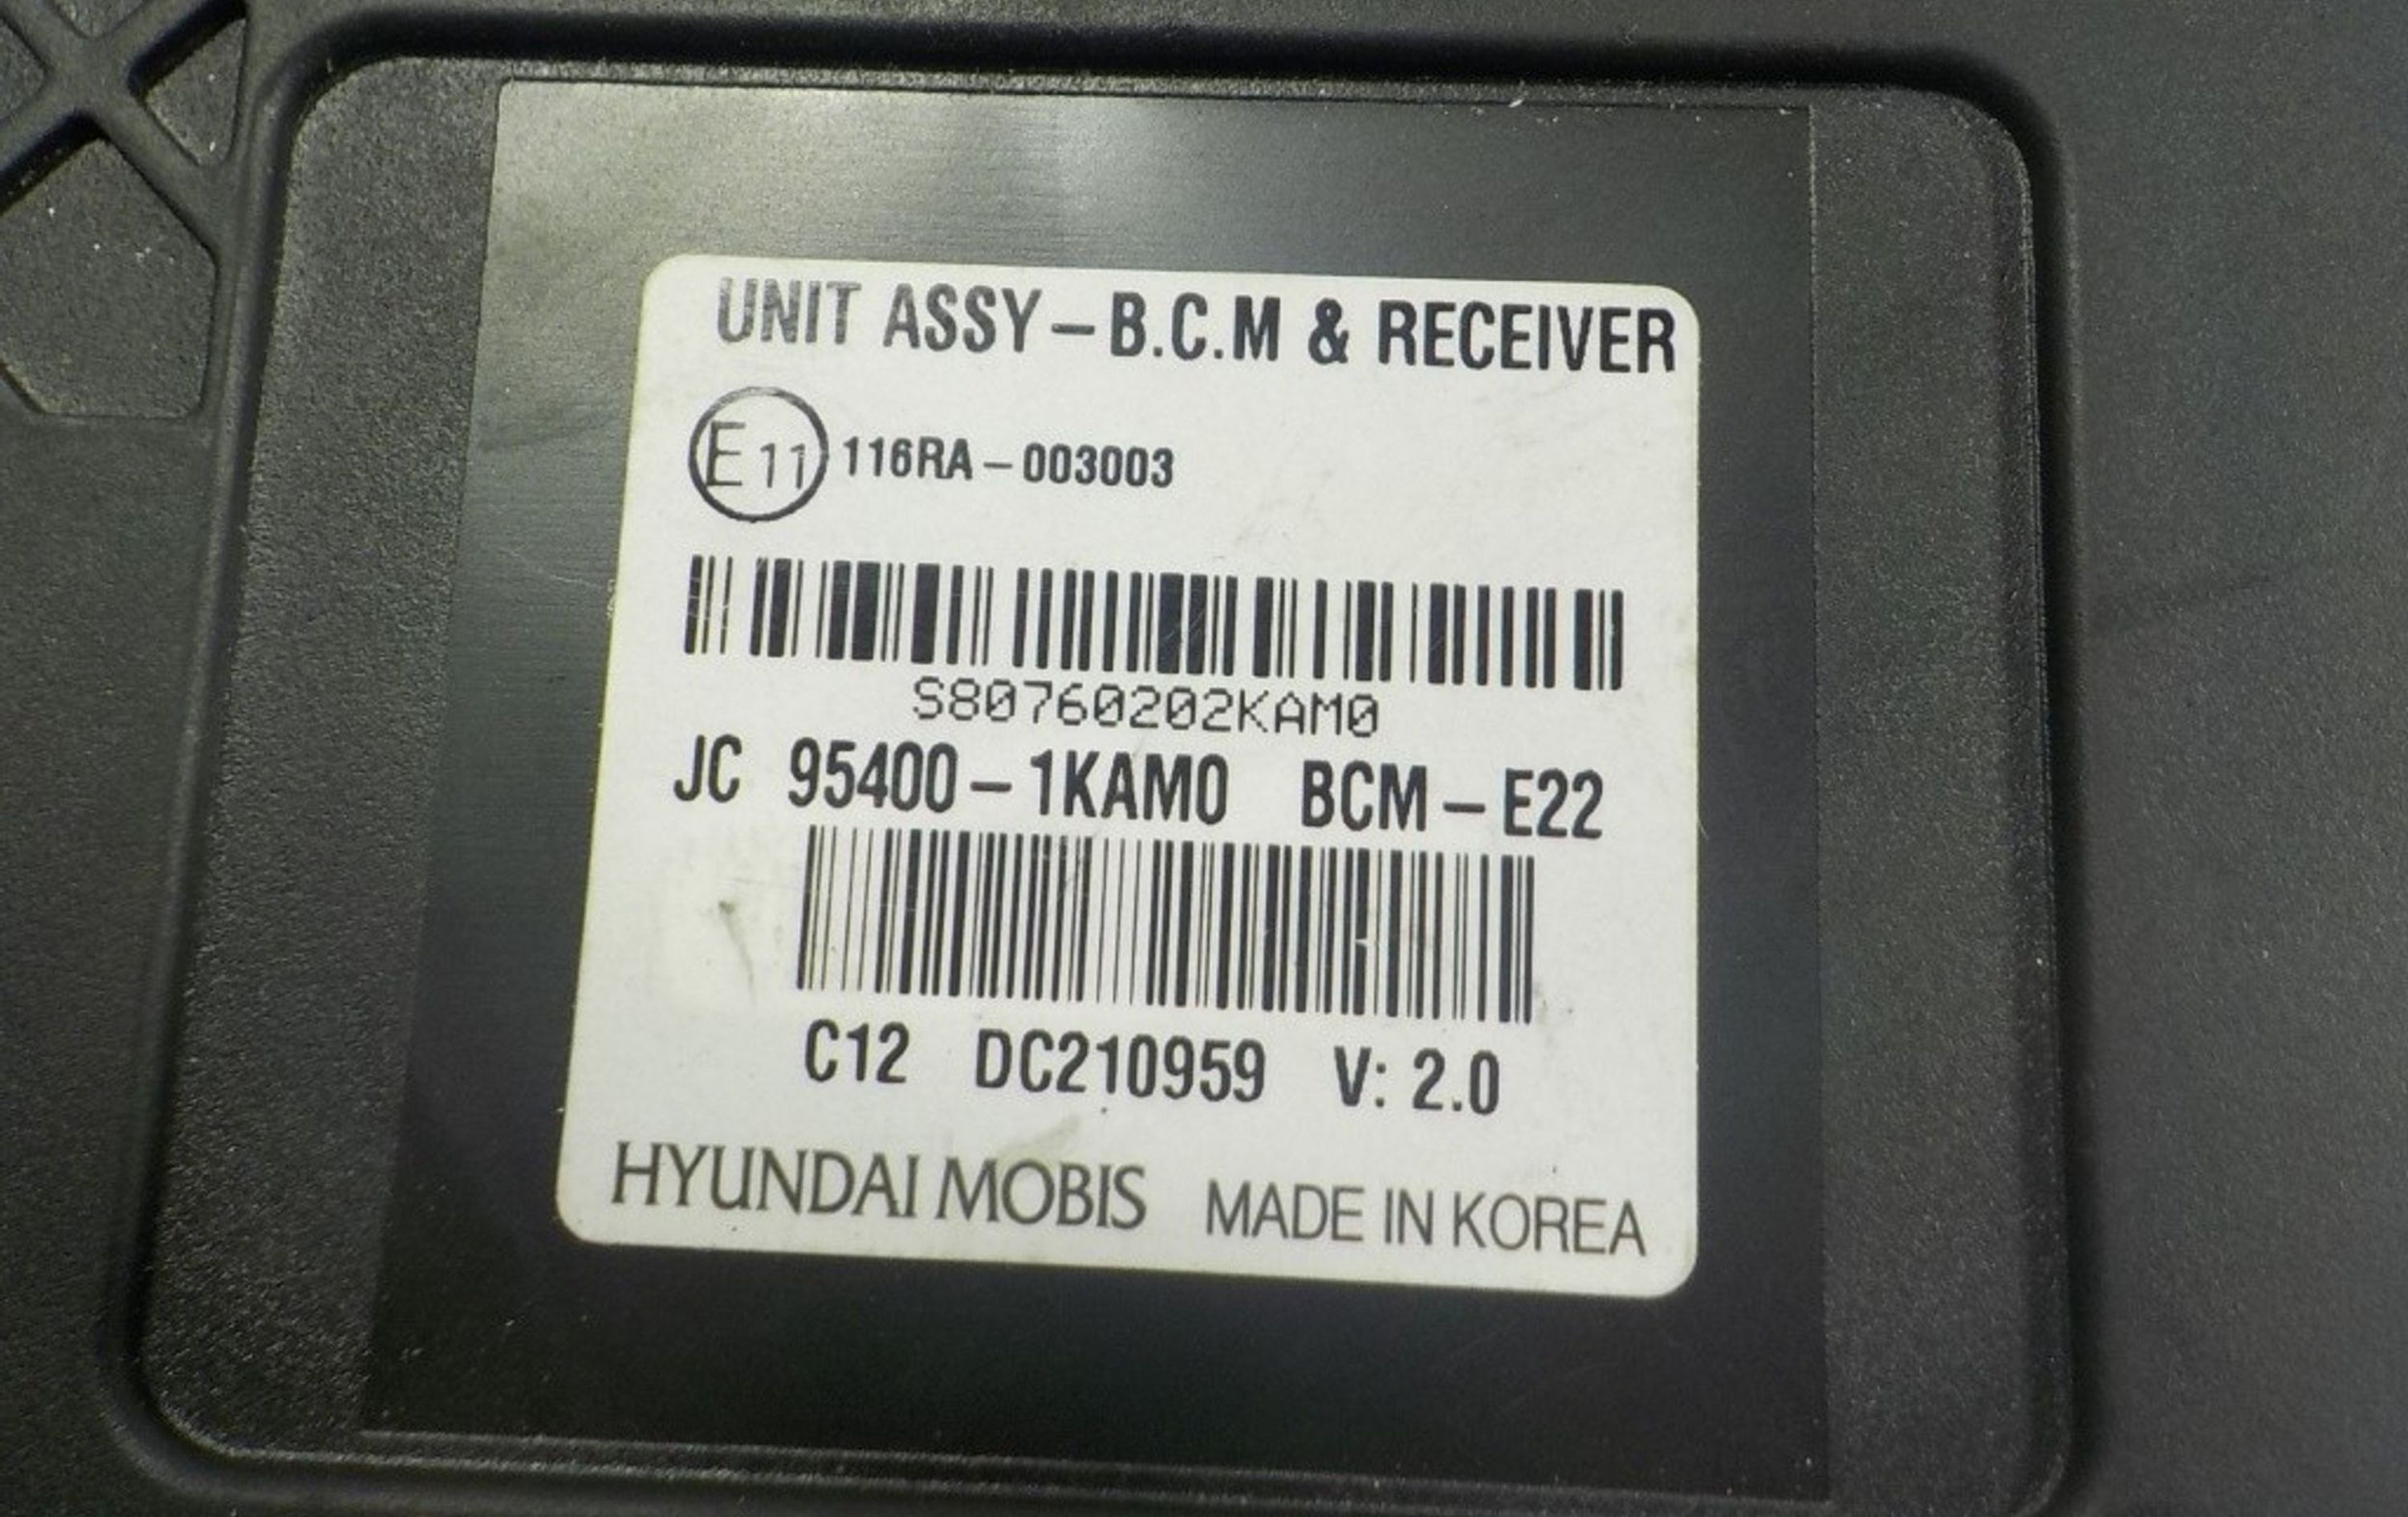 UNIT ASSY-B.C.M & RECEIVER
E11 116RA-003003
S80760202KAM0
JC 95400-1KAM0 BCM-E22
C12 DC210959 V: 2.0
HYUNDAI MOBIS MADE IN KOREA